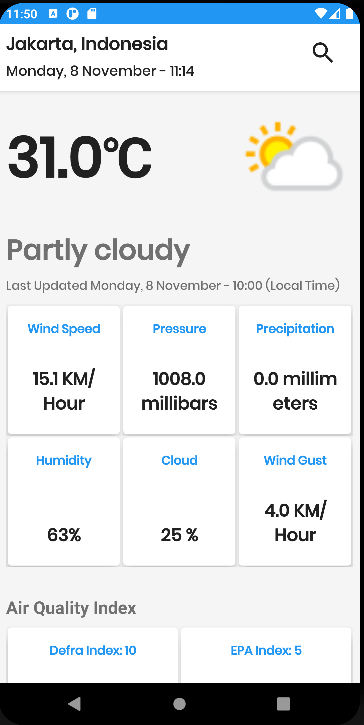 11:50
Jakarta, Indonesia
Monday, 8 November - 11:14
31.0°C
Partly cloudy
Last Updated Monday, 8 November - 10:00 (Local Time)
Wind Speed
15.1 KM/
Hour
Pressure
1008.0
millibars
Precipitation
0.0 millim
eters
Humidity
63%
Cloud
25 %
Wind Gust
4.0 KM/
Hour
Air Quality Index
Defra Index: 10
EPA Index: 5